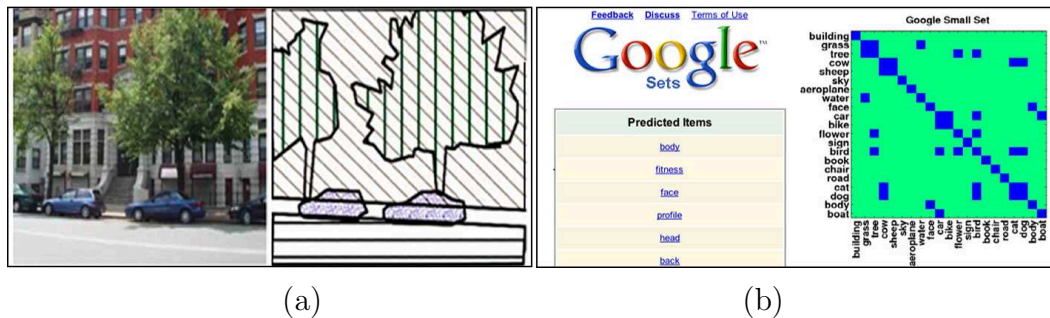 Feedback Discuss Terms of Use
Google™
Sets
Predicted Items
body
fitness
face
profile
head
back
Google Small Set
building
grass
tree
cow
sheep
sky
aeroplane
water
face
car
bike
flower
sign
bird
book
chair
road
cat
dog
body
boat
building
grass
tree
cow
sheep
sky
aeroplane
water
face
car
bike
flower
sign
bird
book
chair
road
cat
dog
body
boat
(a)
(b)